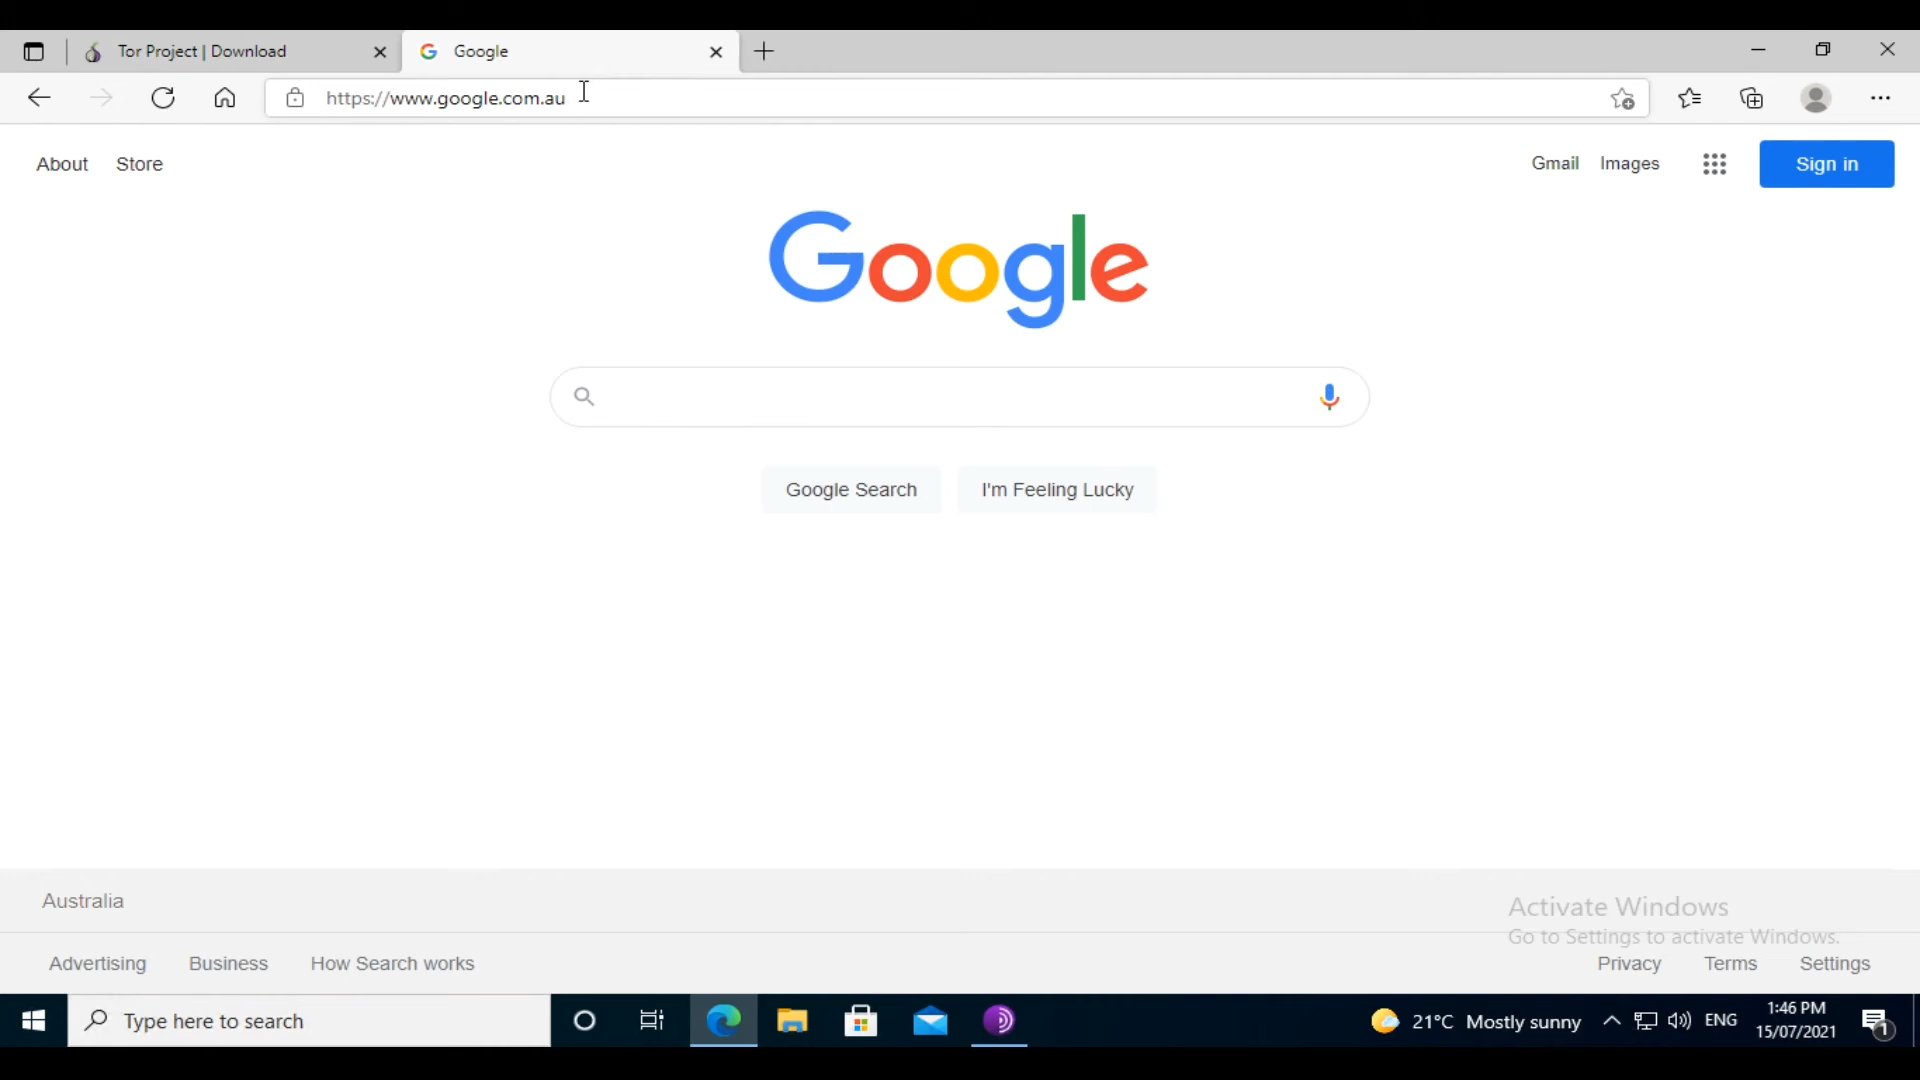 Tor Project | Download
Google
https://www.google.com.au
About Store
Gmail Images Sign in
Google
Google Search I'm Feeling Lucky
Australia
Activate Windows
Go to Settings to activate Windows.
Advertising Business How Search works
Privacy Terms Settings
Type here to search
21°C Mostly sunny
ENG
1:46 PM
15/07/2021
1